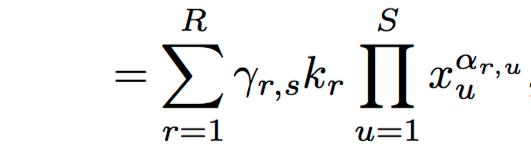 = \sum_{r=1}^{R} \gamma_{r,s} k_r \prod_{u=1}^{S} x_u^{\alpha_{r,u}},